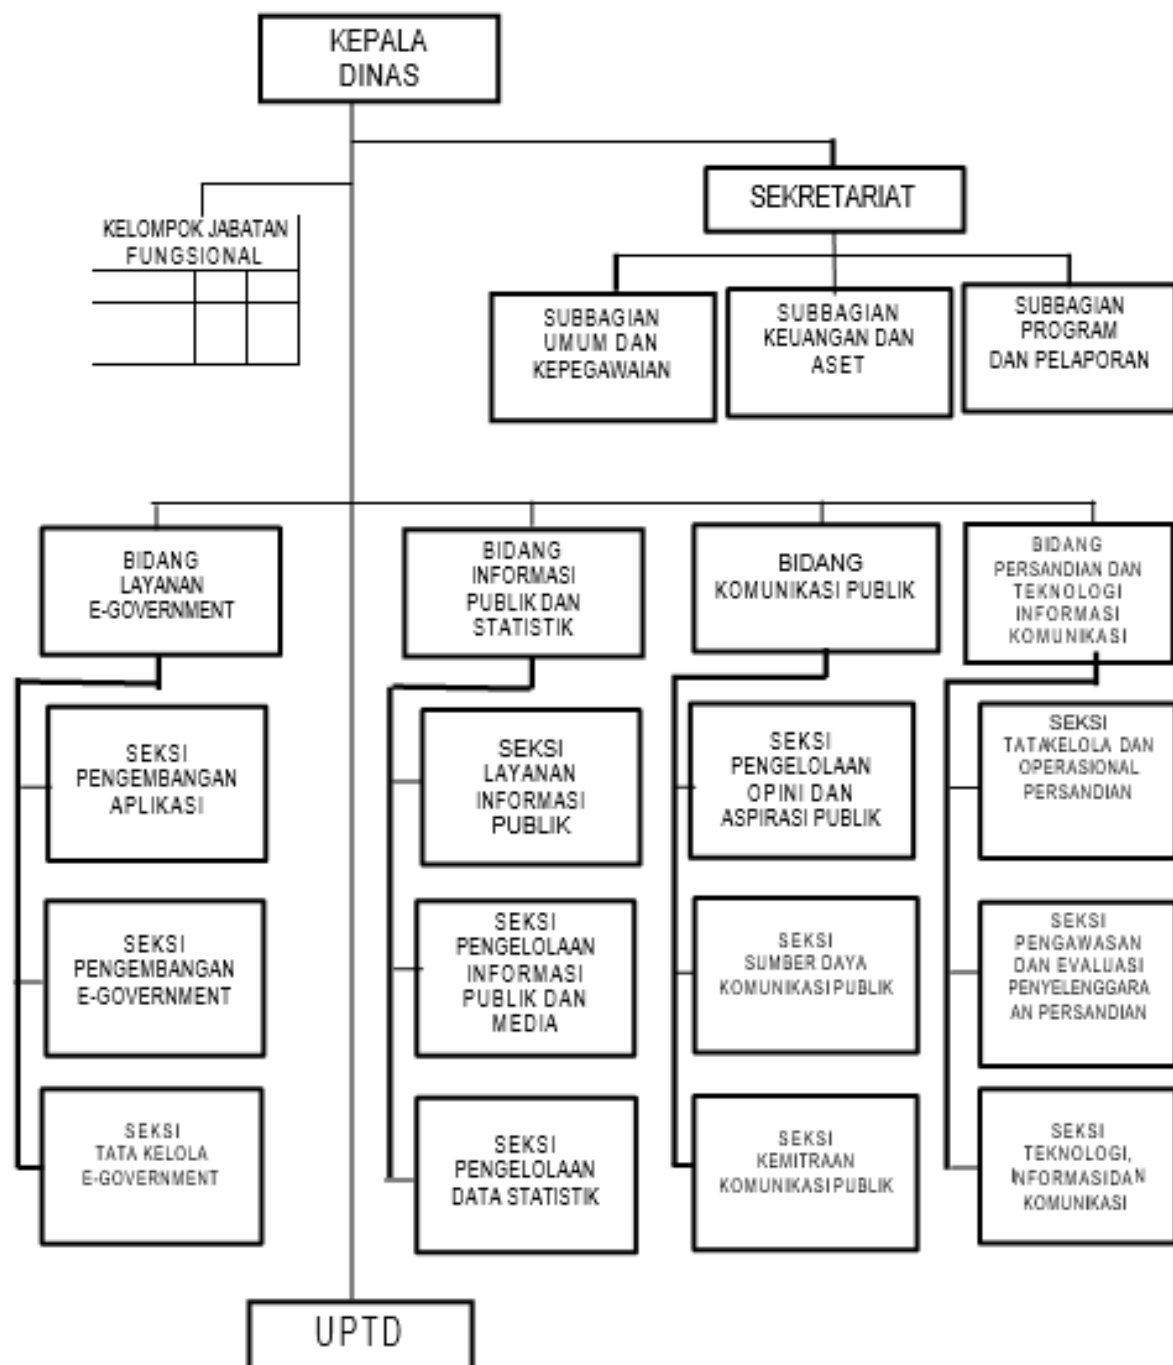 KEPALA
DINAS
SEKRETARIAT
KELOMPOK JABATAN
FUNGSIONAL
SUBBAGIAN
UMUM DAN
KEPEGAWAIAN
SUBBAGIAN
KEUANGAN DAN
ASET
SUBBAGIAN
PROGRAM
DAN PELAPORAN
BIDANG
LAYANAN
E-GOVERNMENT
BIDANG
INFORMASI
PUBLIK DAN
STATISTIK
BIDANG
KOMUNIKASI PUBLIK
BIDANG
PERSANDIAN DAN
TEKNOLOGI
INFORMASI
KOMUNIKASI
SEKSI
PENGEMBANGAN
APLIKASI
SEKSI
LAYANAN
INFORMASI
PUBLIK
SEKSI
PENGELOLAAN
OPINI DAN
ASPIRASI PUBLIK
SEKSI
TATA KELOLA DAN
OPERASIONAL
PERSANDIAN
SEKSI
PENGEMBANGAN
E-GOVERNMENT
SEKSI
PENGELOLAAN
INFORMASI
PUBLIK DAN
MEDIA
SEKSI
SUMBER DAYA
KOMUNIKASI PUBLIK
SEKSI
PENGAWASAN
DAN EVALUASI
PENYELENGGARA
AN PERSANDIAN
SEKSI
TATA KELOLA
E-GOVERNMENT
SEKSI
PENGELOLAAN
DATA STATISTIK
SEKSI
KEMITRAAN
KOMUNIKASI PUBLIK
SEKSI
TEKNOLOGI,
INFORMASI DAN
KOMUNIKASI
UPTD